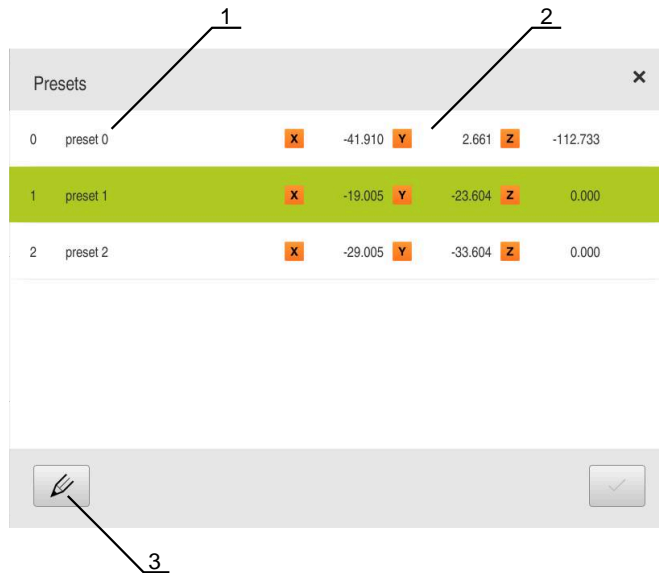 1 2
Presets ×
0 preset 0 X -41.910 Y 2.661 Z -112.733
1 preset 1 X -19.005 Y -23.604 Z 0.000
2 preset 2 X -29.005 Y -33.604 Z 0.000
3